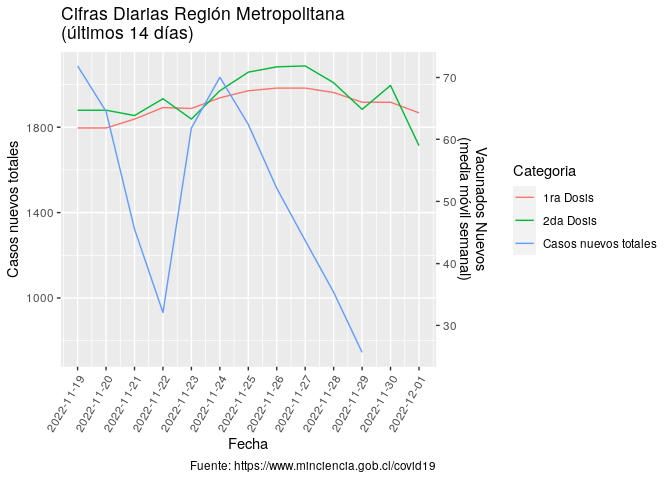 Cifras Diarias Región Metropolitana
(últimos 14 días)
Casos nuevos totales
1800
1400
1000
70
60
50
40
30
Vacunados Nuevos
(media móvil semanal)
2022-11-19
2022-11-20
2022-11-21
2022-11-22
2022-11-23
2022-11-24
2022-11-25
2022-11-26
2022-11-27
2022-11-28
2022-11-29
2022-11-30
2022-12-01
Fecha
Categoria
1ra Dosis
2da Dosis
Casos nuevos totales
Fuente: https://www.minciencia.gob.cl/covid19